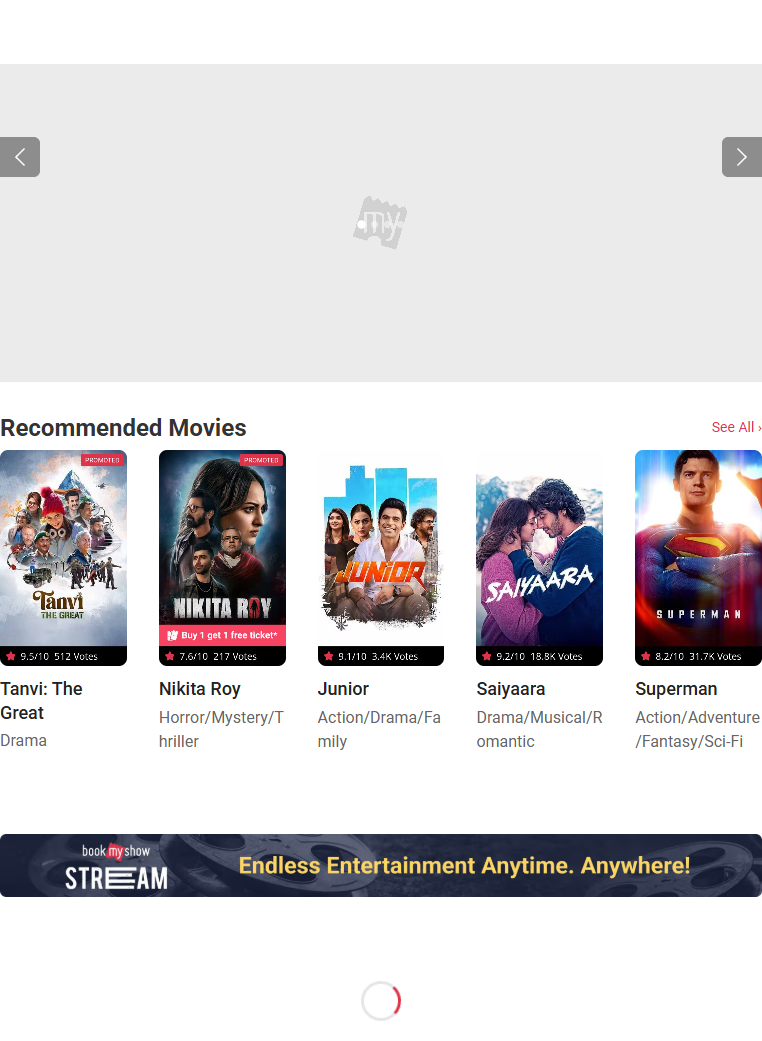 my
Recommended Movies
See All ›
PROMOTED
Tanvi
THE GREAT
9.5/10 512 Votes
PROMOTED
NIKITA ROY
Buy 1 get 1 free ticket*
7.6/10 217 Votes
JUNIOR
9.1/10 3.4K Votes
SAIYAARA
9.2/10 18.8K Votes
SUPERMAN
8.2/10 31.7K Votes
Tanvi: The
Great
Drama
Nikita Roy
Horror/Mystery/T
hriller
Junior
Action/Drama/Fa
mily
Saiyaara
Drama/Musical/R
omantic
Superman
Action/Adventure
/Fantasy/Sci-Fi
book my show
STREAM
Endless Entertainment Anytime. Anywhere!